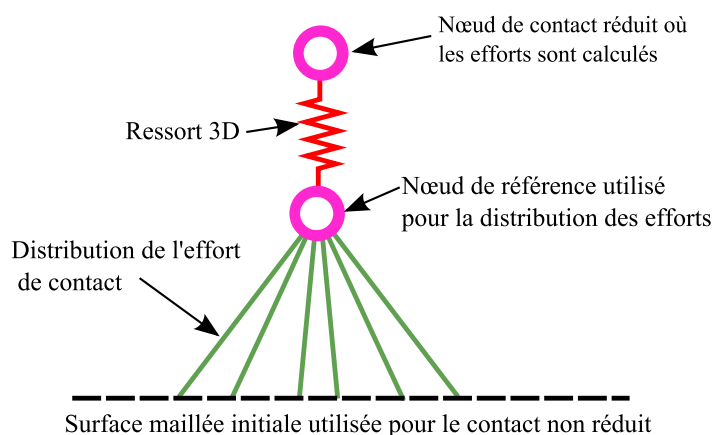 Nœud de contact réduit où
les efforts sont calculés
Ressort 3D
Nœud de référence utilisé
pour la distribution des efforts
Distribution de l'effort
de contact
Surface maillée initiale utilisée pour le contact non réduit